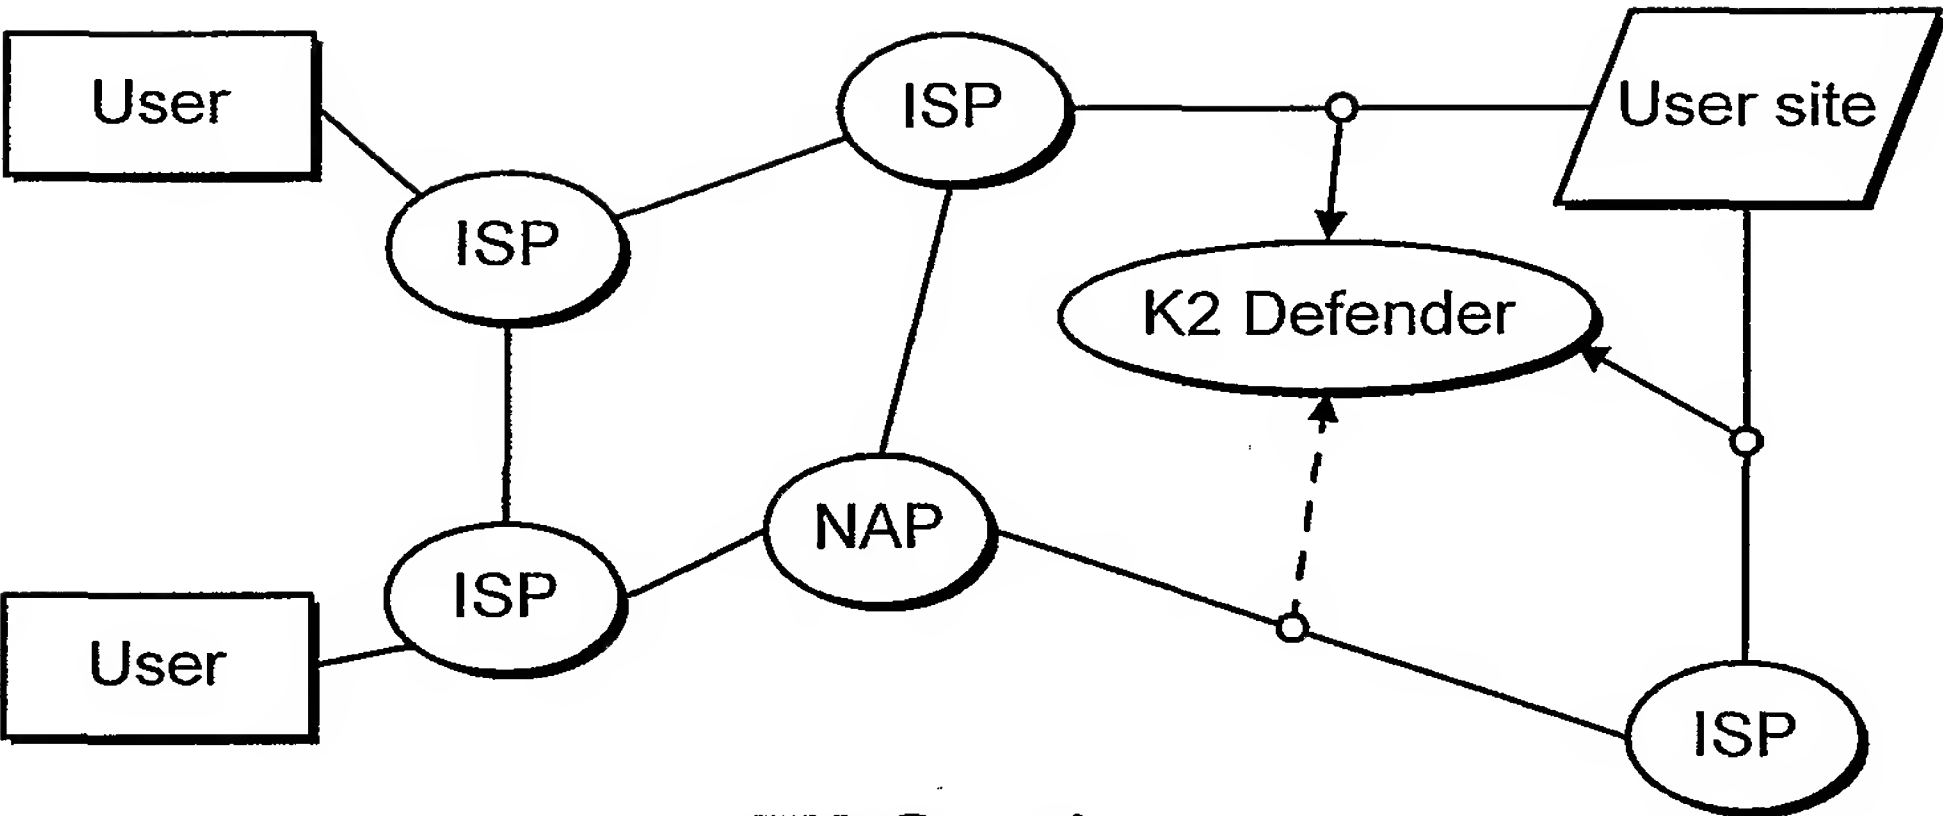 User
ISP
User site
ISP
K2 Defender
NAP
ISP
User
ISP